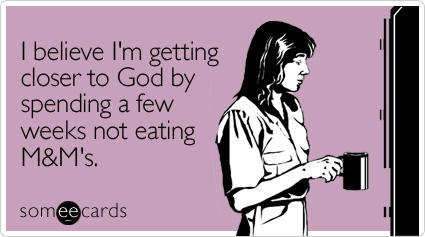 I believe I'm getting
closer to God by
spending a few
weeks not eating
M&M's.
someecards